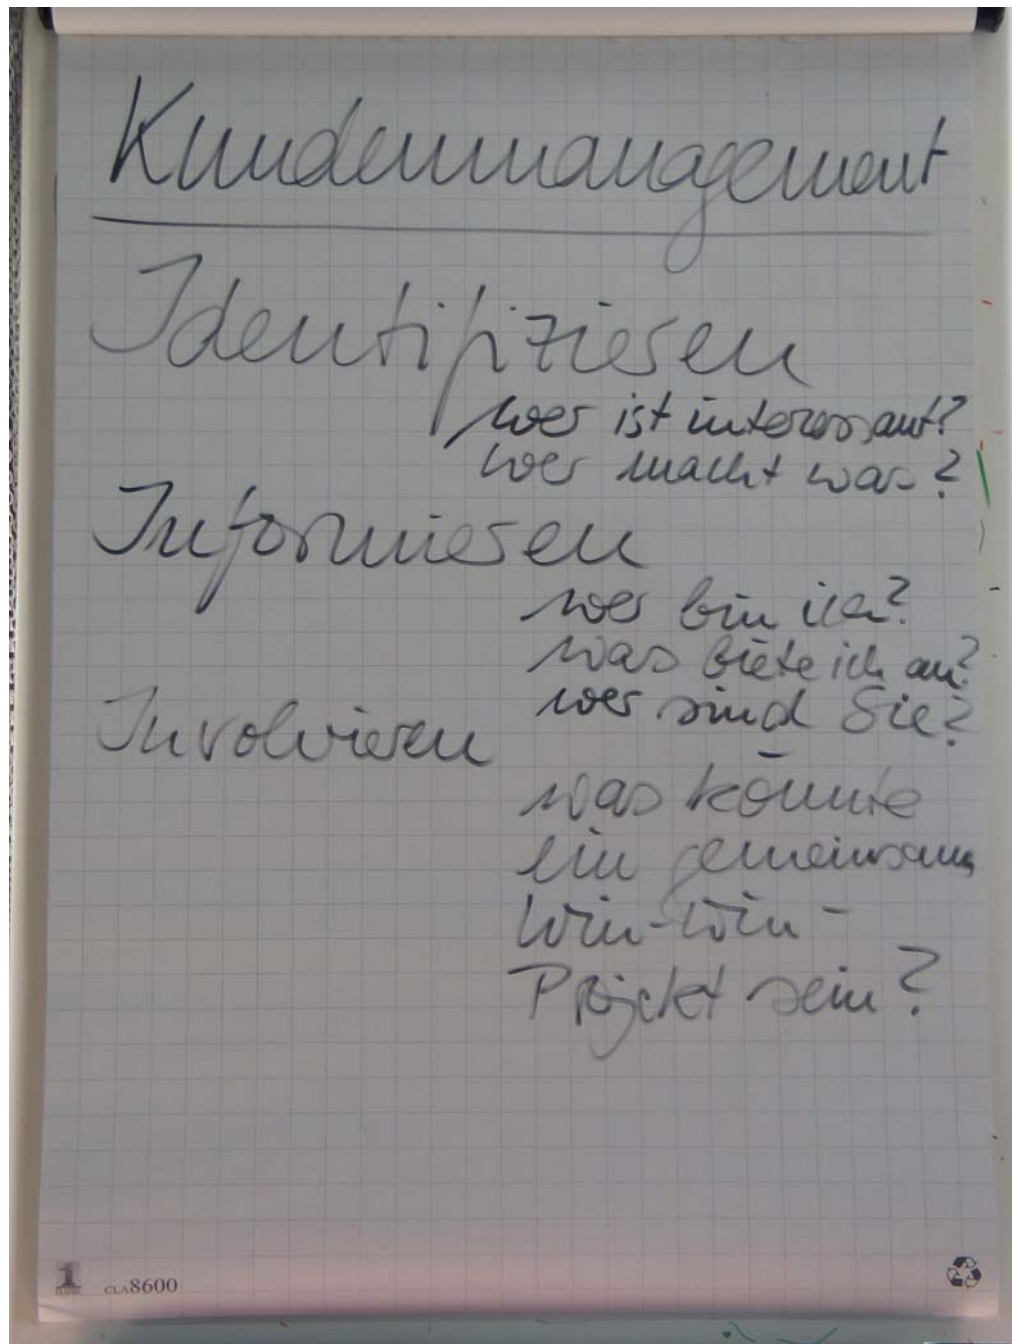 Kundenmanagement
Identifizieren
wer ist interessant?
wer macht was?
Informieren
wer bin ich?
was biete ich an?
wer sind Sie?
Involvieren
was könnte
ein gemeinsam
Win-Win-
Projekt sein?
1
CLA8600